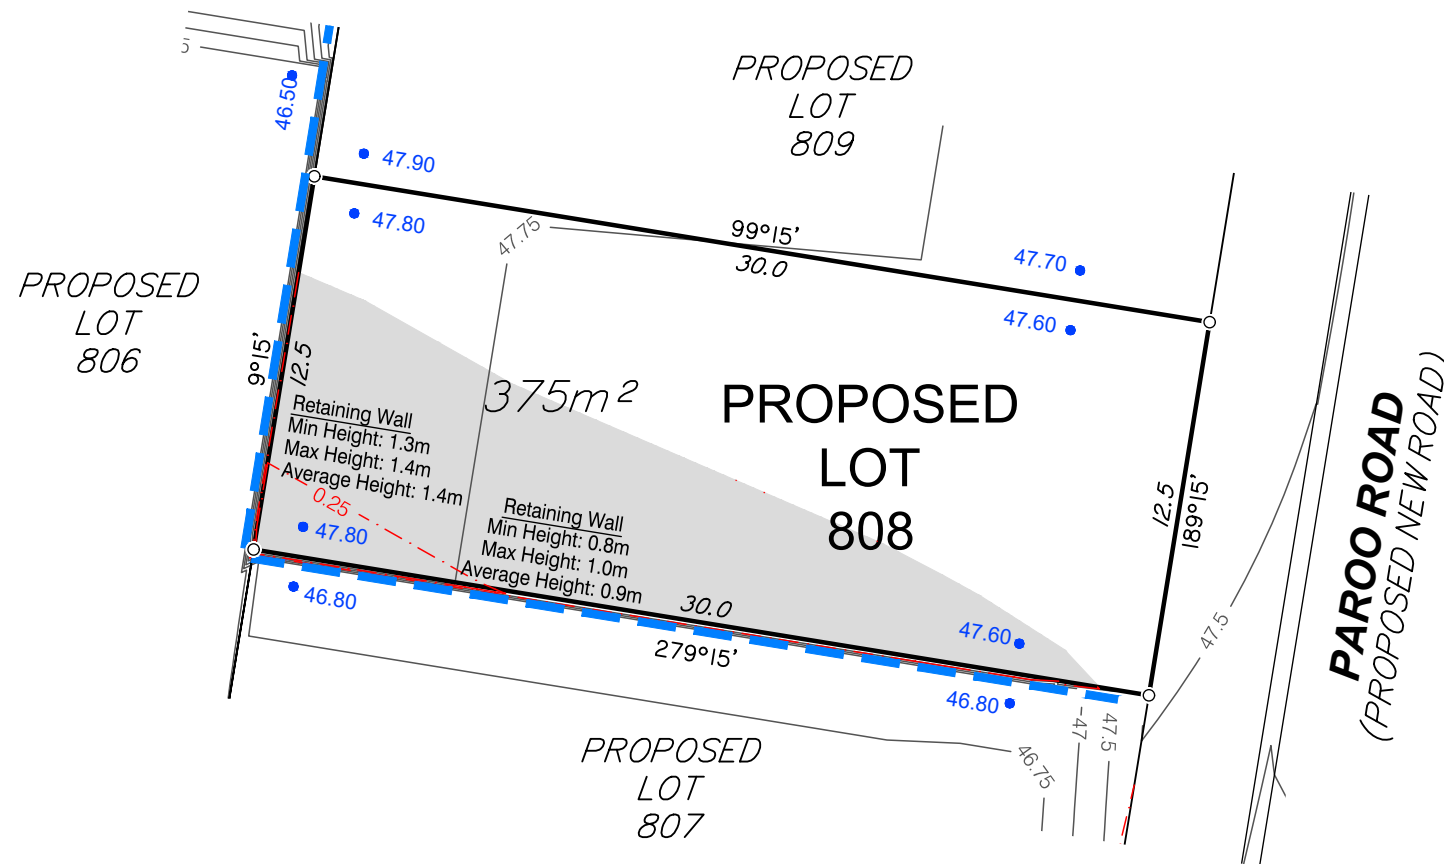 PROPOSED
LOT
809
5
46.50
47.90
47.80
47.75
99°15'
30.0
47.70
47.60
PROPOSED
LOT
806
9°15'
12.5
375m²
PROPOSED
LOT
808
Retaining Wall
Min Height: 1.3m
Max Height: 1.4m
Average Height: 1.4m
0.25
47.80
46.80
Retaining Wall
Min Height: 0.8m
Max Height: 1.0m
Average Height: 0.9m
30.0
279°15'
12.5
189°15'
47.60
46.80
47.5
PAROO ROAD
(PROPOSED NEW ROAD)
47
47.5
46.75
PROPOSED
LOT
807